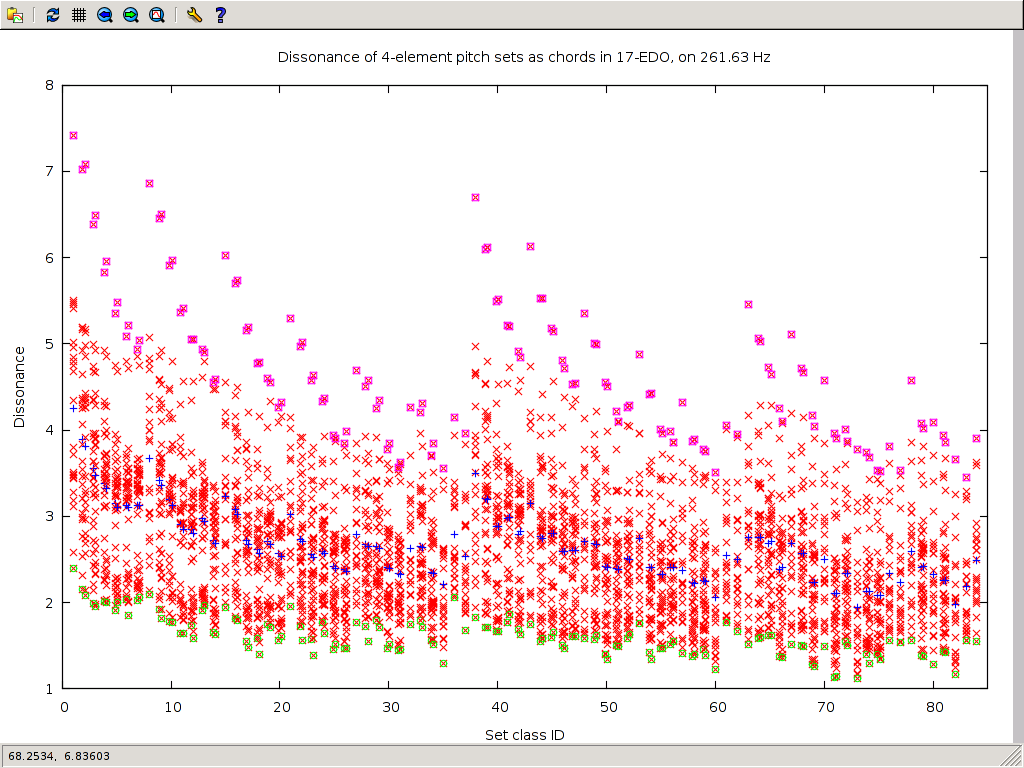 Dissonance of 4-element pitch sets as chords in 17-EDO, on 261.63 Hz
8
7
6
5
4
3
2
1
Dissonance
0 10 20 30 40 50 60 70 80
Set class ID
68.2534, 6.83603